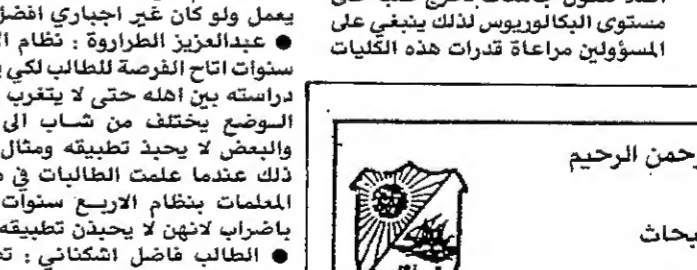 مستوى البكالوريوس لذلك ينبغي على
المسؤولين مراعاة قدرات هذه الكليات
رحمن الرحيم
بحاث
يعمل ولو كان غير اجباري افضل
● عبدالعزيز الطراروة : نظام الا
سنوات اتاح الفرصة للطالب لكي ي
دراسته بين اهله حتى لا يتغرب
الوضع يختلف من شاب الى
والبعض لا يحبذ تطبيقه ومثال
ذلك عندما علمت الطالبات في م
المعلمات بنظام الاربع سنوات
باضراب لانهن لا يحبذن تطبيقه
● الطالب فاضل اشكناني : تط